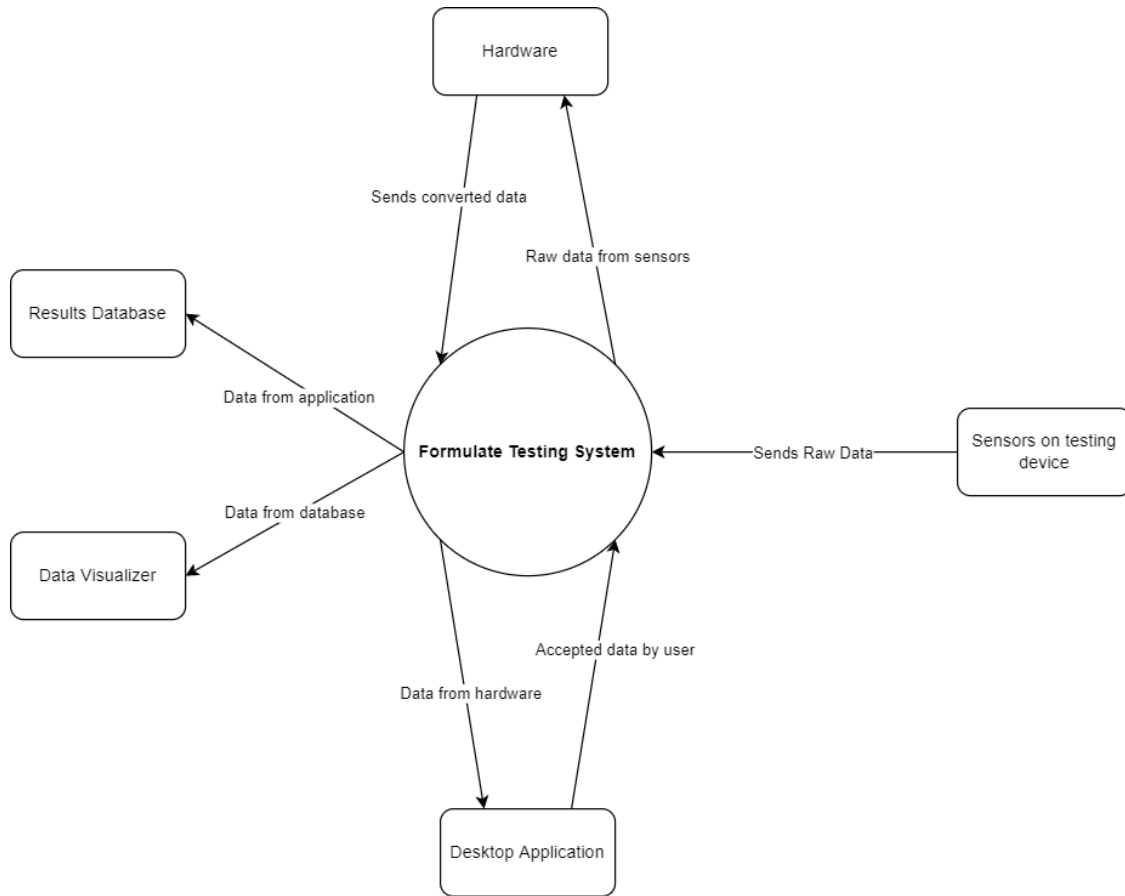 Hardware
Sends converted data
Raw data from sensors
Results Database
Data from application
Formulate Testing System
Sends Raw Data
Sensors on testing
device
Data from database
Data Visualizer
Accepted data by user
Data from hardware
Desktop Application